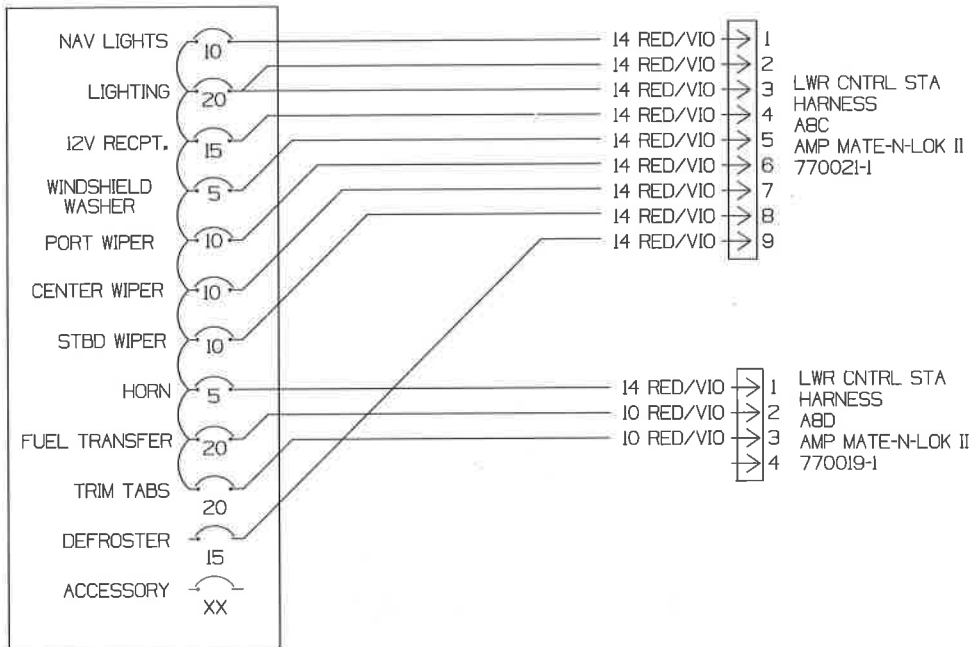 NAV LIGHTS 10 14 RED/VIO 1
14 RED/VIO 2
LIGHTING 20 14 RED/VIO 3
12V RECPT. 15 14 RED/VIO 4
WINDSHIELD WASHER 5 14 RED/VIO 5
PORT WIPER 10 14 RED/VIO 6
CENTER WIPER 10 14 RED/VIO 7
STBD WIPER 10 14 RED/VIO 8
14 RED/VIO 9
LWR CNTRL STA
HARNESS
A8C
AMP MATE-N-LOK II
770021-1
HORN 5 14 RED/VIO 1
FUEL TRANSFER 20 10 RED/VIO 2
TRIM TABS 20 10 RED/VIO 3
4
LWR CNTRL STA
HARNESS
A8D
AMP MATE-N-LOK II
770019-1
DEFROSTER 15
ACCESSORY XX